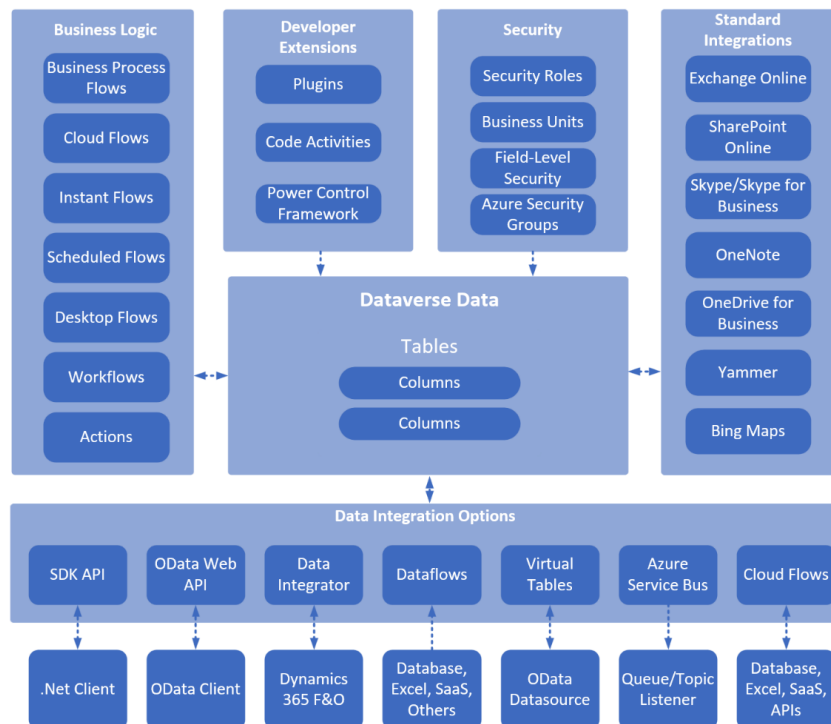 Business Logic
Business Process
Flows
Cloud Flows
Instant Flows
Scheduled Flows
Desktop Flows
Workflows
Actions
Developer
Extensions
Plugins
Code Activities
Power Control
Framework
Security
Security Roles
Business Units
Field-Level
Security
Azure Security
Groups
Standard
Integrations
Exchange Online
SharePoint
Online
Skype/Skype for
Business
OneNote
OneDrive for
Business
Yammer
Bing Maps
Dataverse Data
Tables
Columns
Columns
Data Integration Options
SDK API
OData Web
API
Data
Integrator
Dataflows
Virtual
Tables
Azure
Service Bus
Cloud Flows
.Net Client
OData Client
Dynamics
365 F&O
Database,
Excel, SaaS,
Others
OData
Datasource
Queue/Topic
Listener
Database,
Excel, SaaS,
APIs